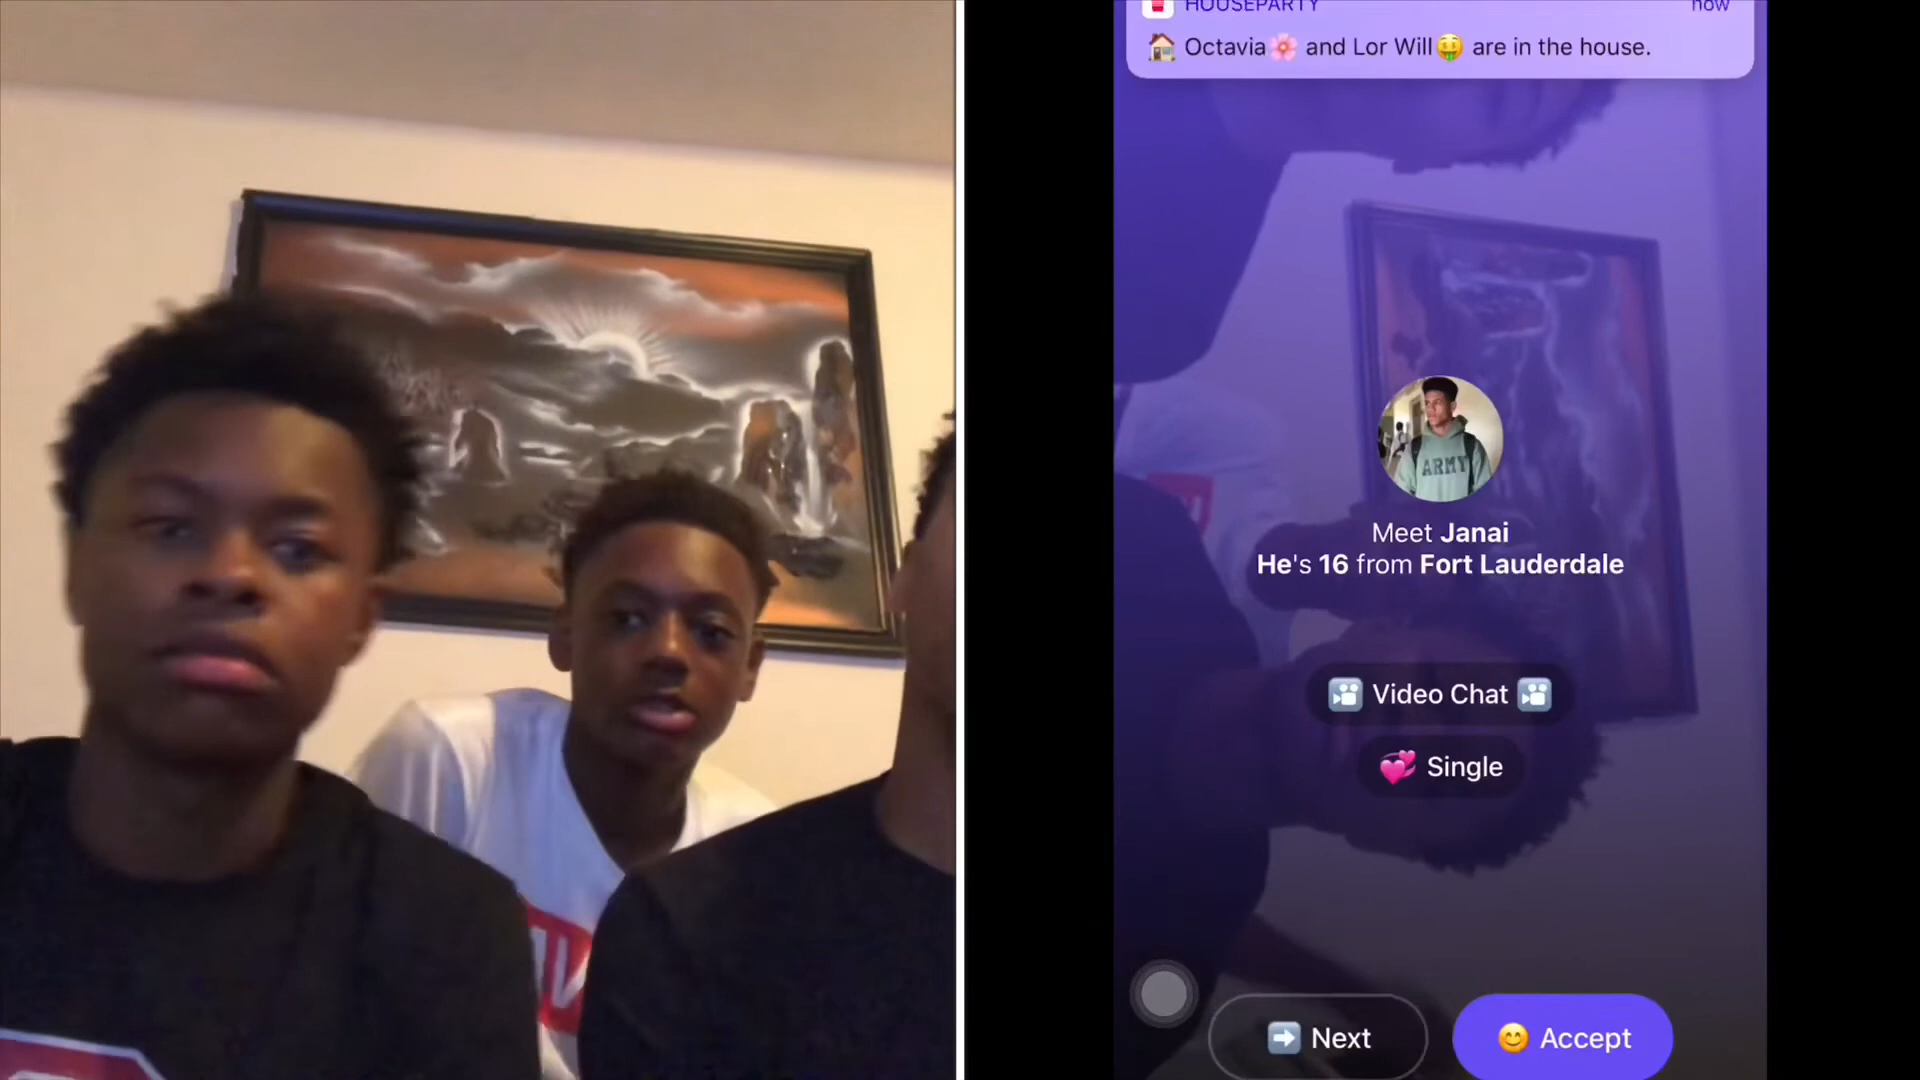 HOUSEPARTY
now
🏠 Octavia🌸 and Lor Will🤑 are in the house.
ARMY
Meet Janai
He's 16 from Fort Lauderdale
🎦 Video Chat 🎦
💞 Single
➡️ Next
😊 Accept